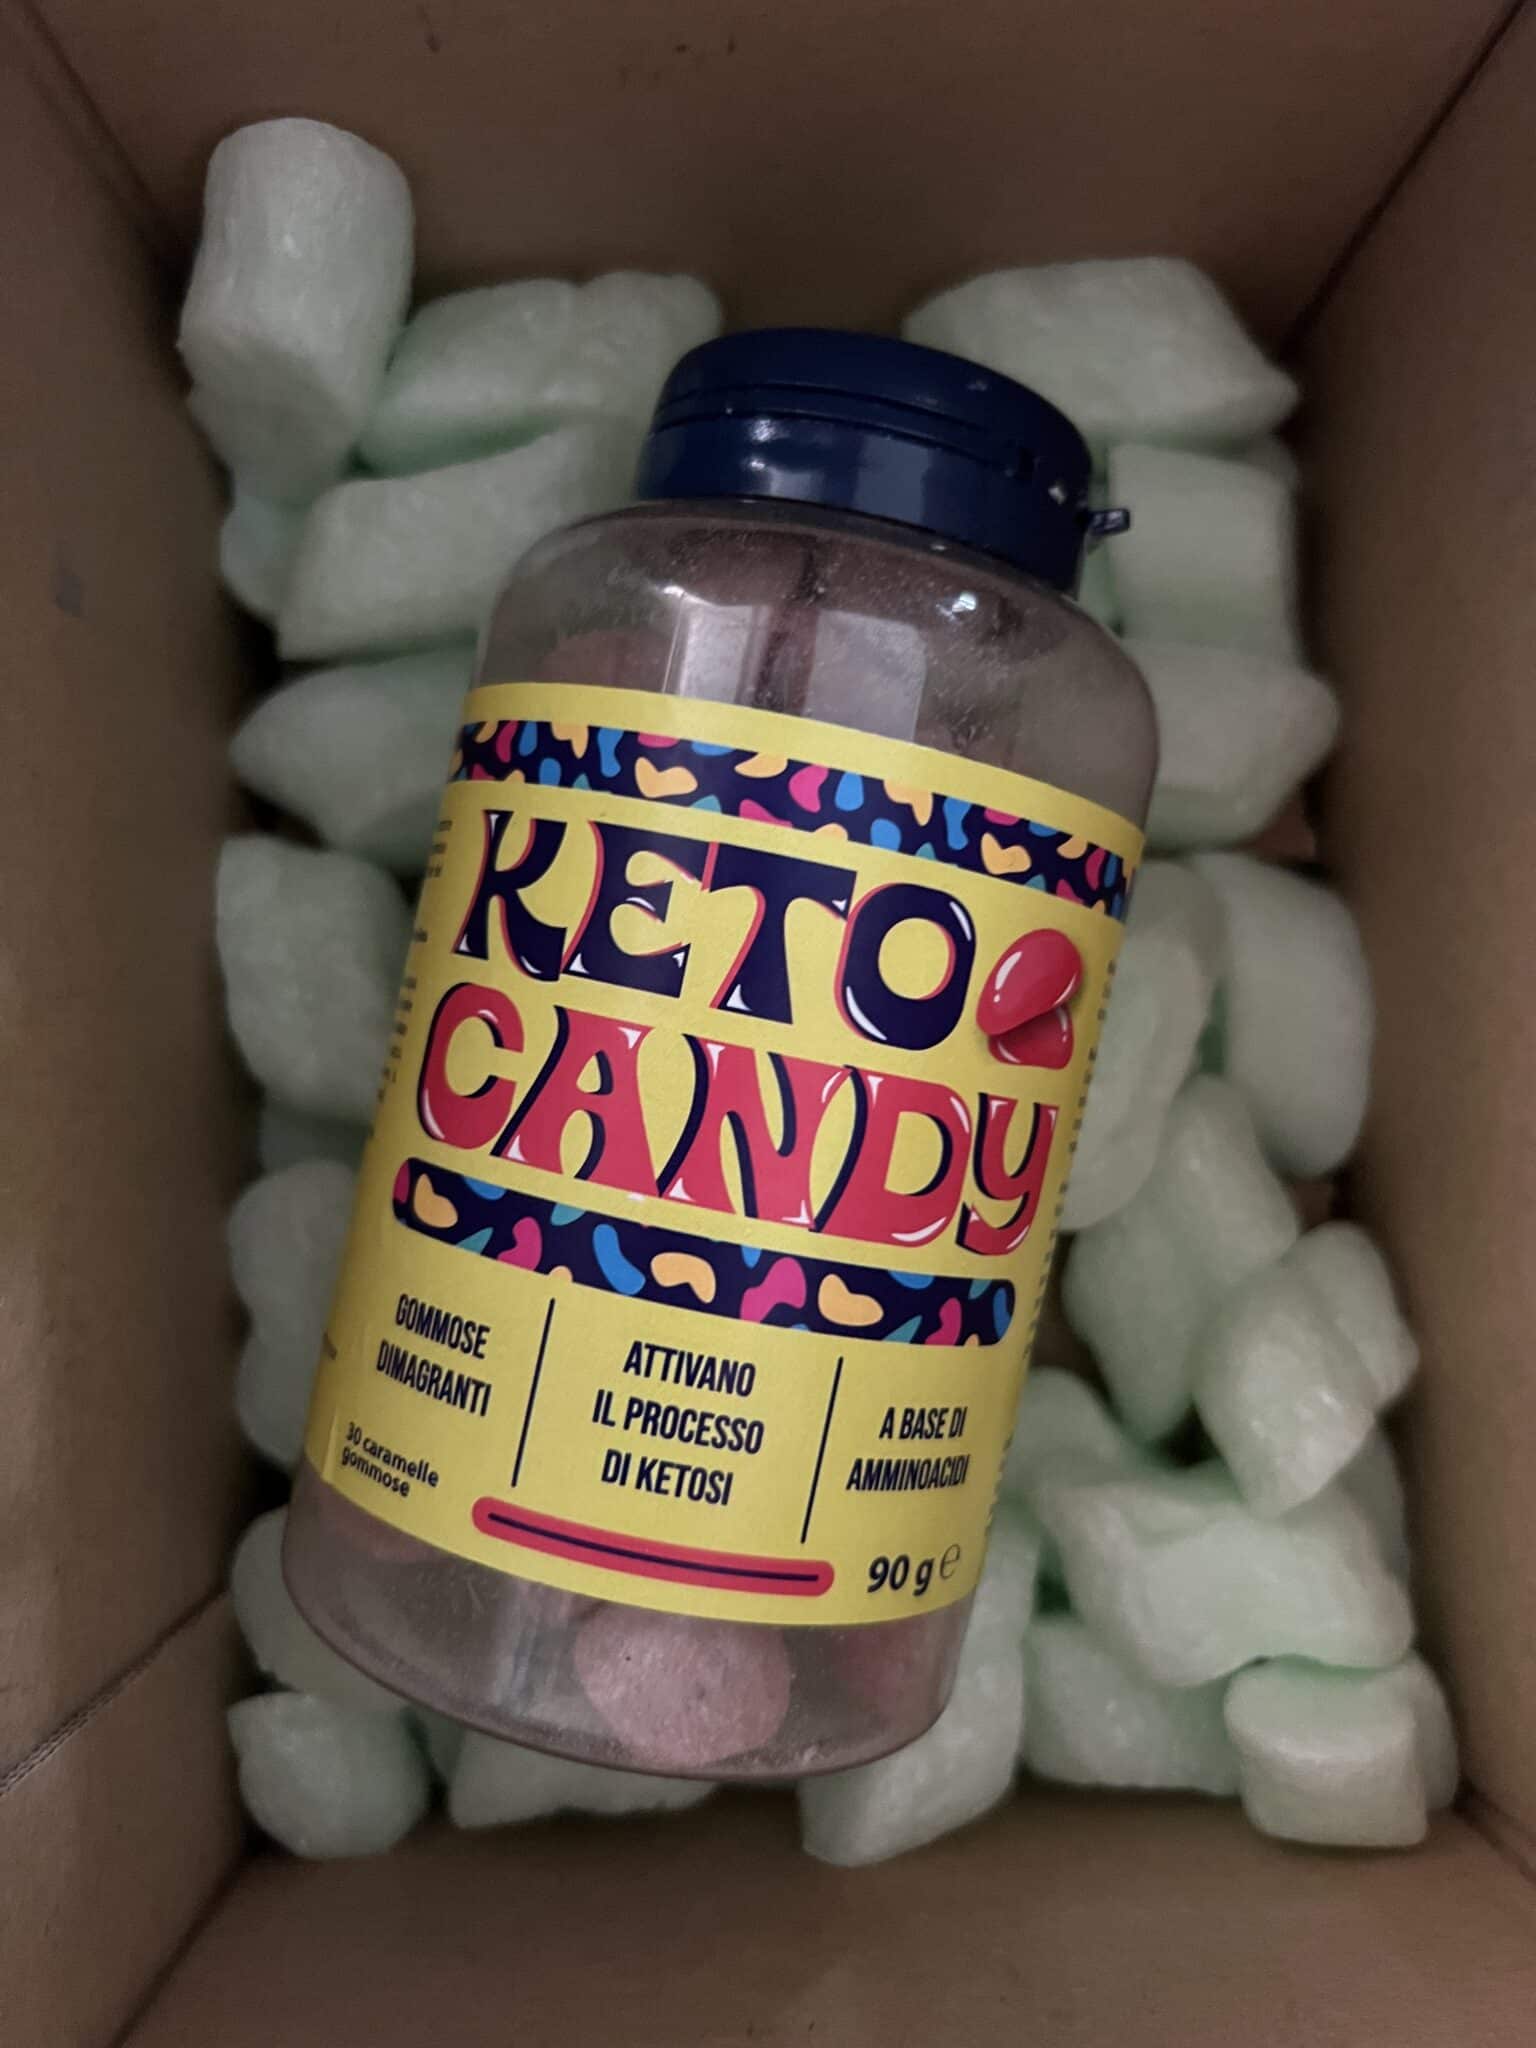 KETO
CANDY
GOMMOSE
DIMAGRANTI
ATTIVANO
IL PROCESSO
DI KETOSI
A BASE DI
AMMINOACIDI
30 caramelle
gommose
90 g ℮